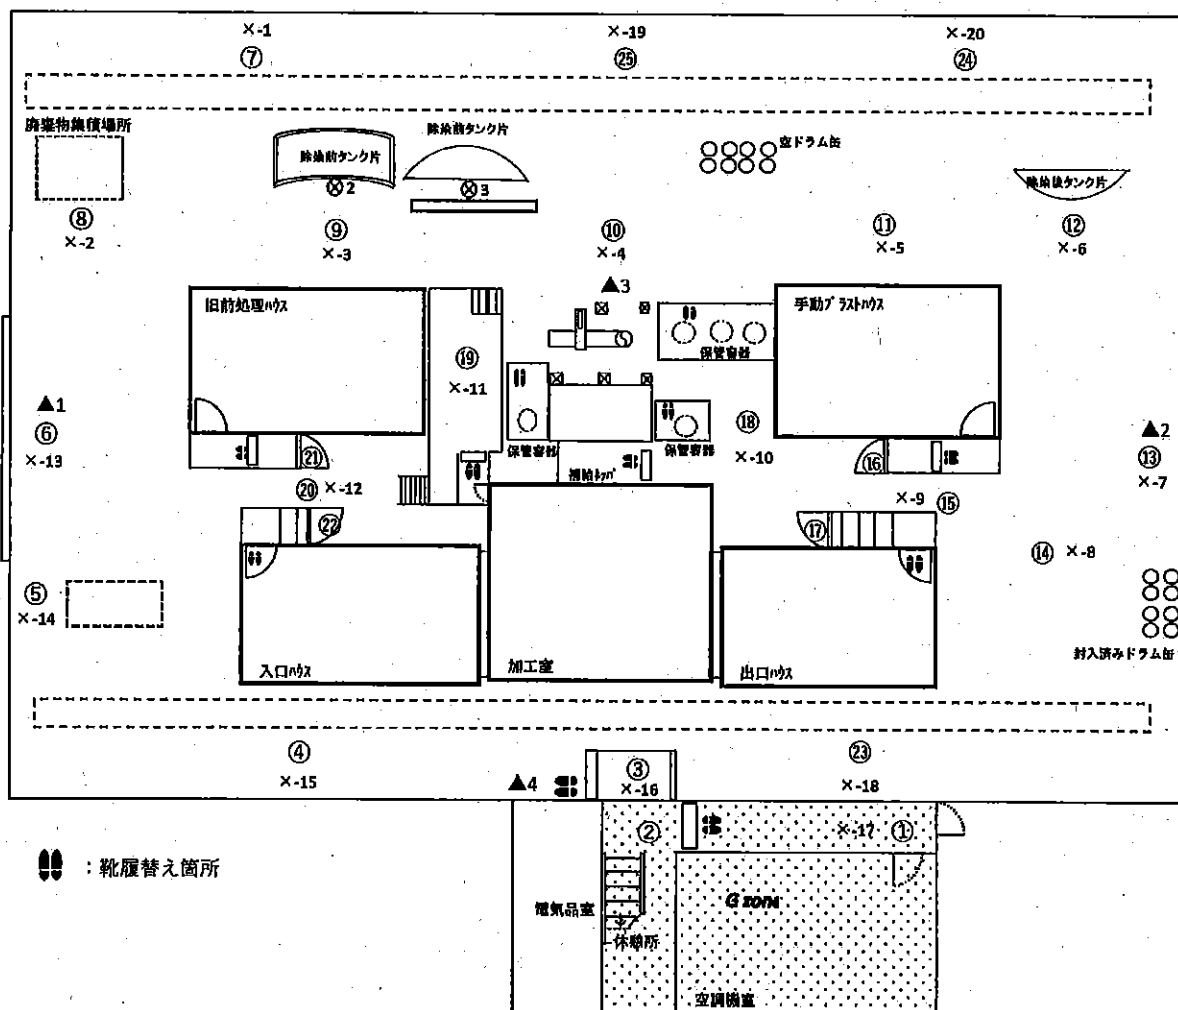 ×-1
×-19
×-20
⑦
㉕
㉔
廃棄物集積場所
除染前タンク片
除染前タンク片
空ドラム缶
除染後タンク片
⊗2
⊗3
⑧
⑨
⑩
⑪
⑫
×-2
×-3
×-4
×-5
×-6
▲3
旧前処理ハウス
手動ブラストハウス
⑲
保管容器
×-11
▲1
⑥
⑱
▲2
×-13
保管容器
保管容器
×-10
⑬
㉑
⑯
補給ホッパ
×-7
⑳
×-12
×-9
⑮
㉒
⑰
⑭
×-8
⑤
×-14
封入済みドラム缶
入口ハウス
加工室
出口ハウス
④
③
㉓
×-15
▲4
×-16
×-18
②
×-17
①
:靴履替え箇所
電気品室
G zone
休憩所
空調機室